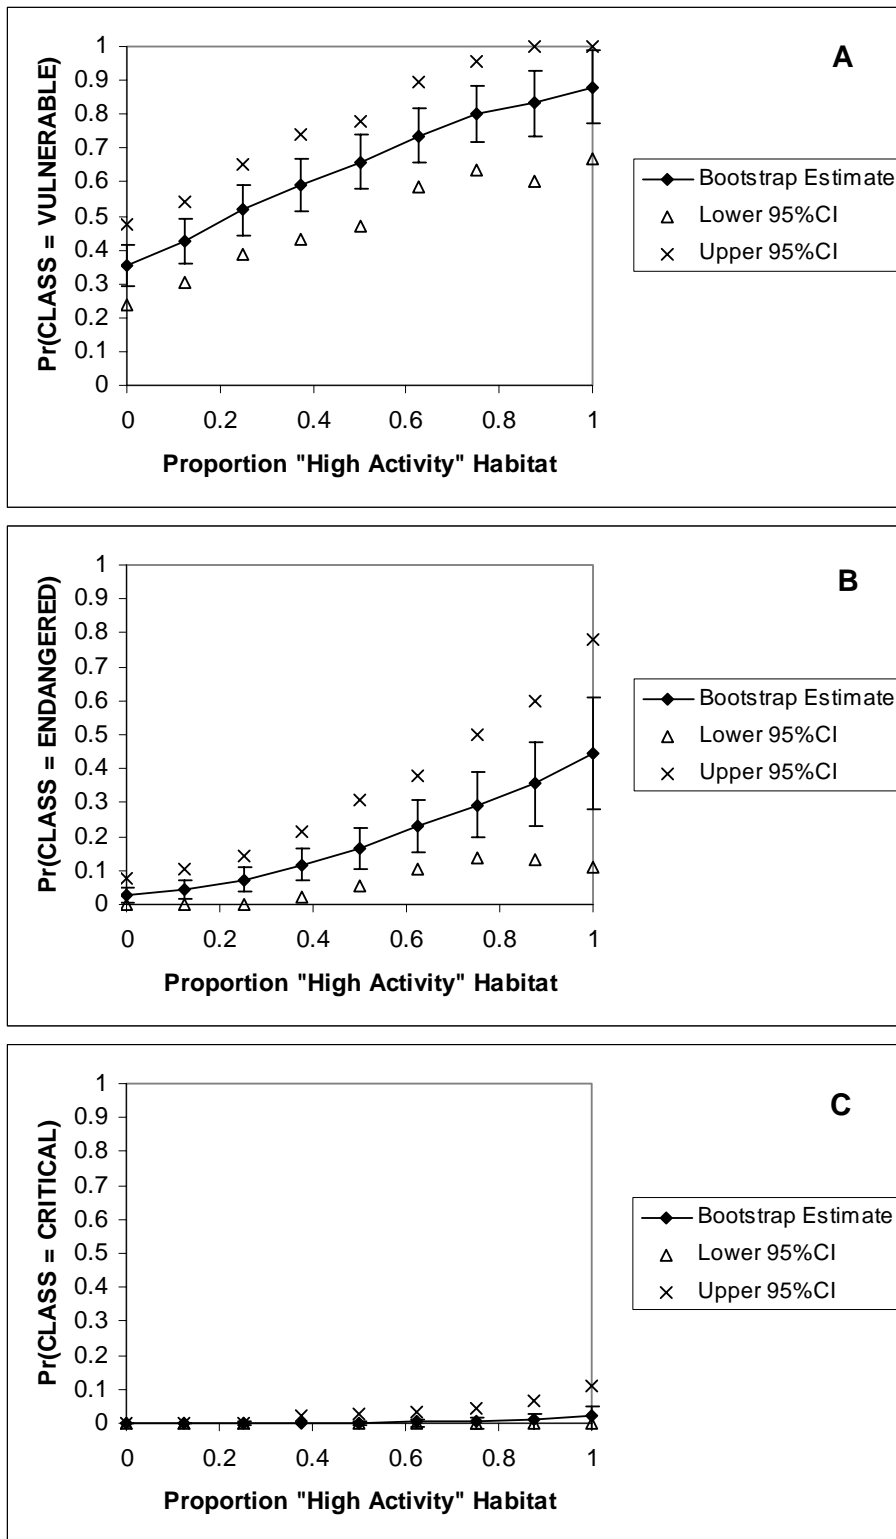 A
Pr(CLASS = VULNERABLE)
1
0.9
0.8
0.7
0.6
0.5
0.4
0.3
0.2
0.1
0
0 0.2 0.4 0.6 0.8 1
Proportion "High Activity" Habitat
Bootstrap Estimate
Lower 95%CI
Upper 95%CI
B
Pr(CLASS = ENDANGERED)
1
0.9
0.8
0.7
0.6
0.5
0.4
0.3
0.2
0.1
0
0 0.2 0.4 0.6 0.8 1
Proportion "High Activity" Habitat
Bootstrap Estimate
Lower 95%CI
Upper 95%CI
C
Pr(CLASS = CRITICAL)
1
0.9
0.8
0.7
0.6
0.5
0.4
0.3
0.2
0.1
0
0 0.2 0.4 0.6 0.8 1
Proportion "High Activity" Habitat
Bootstrap Estimate
Lower 95%CI
Upper 95%CI